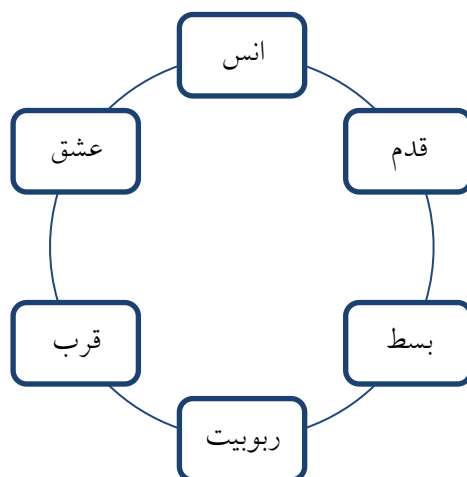 انس
قدم
بسط
ربوبیت
قرب
عشق